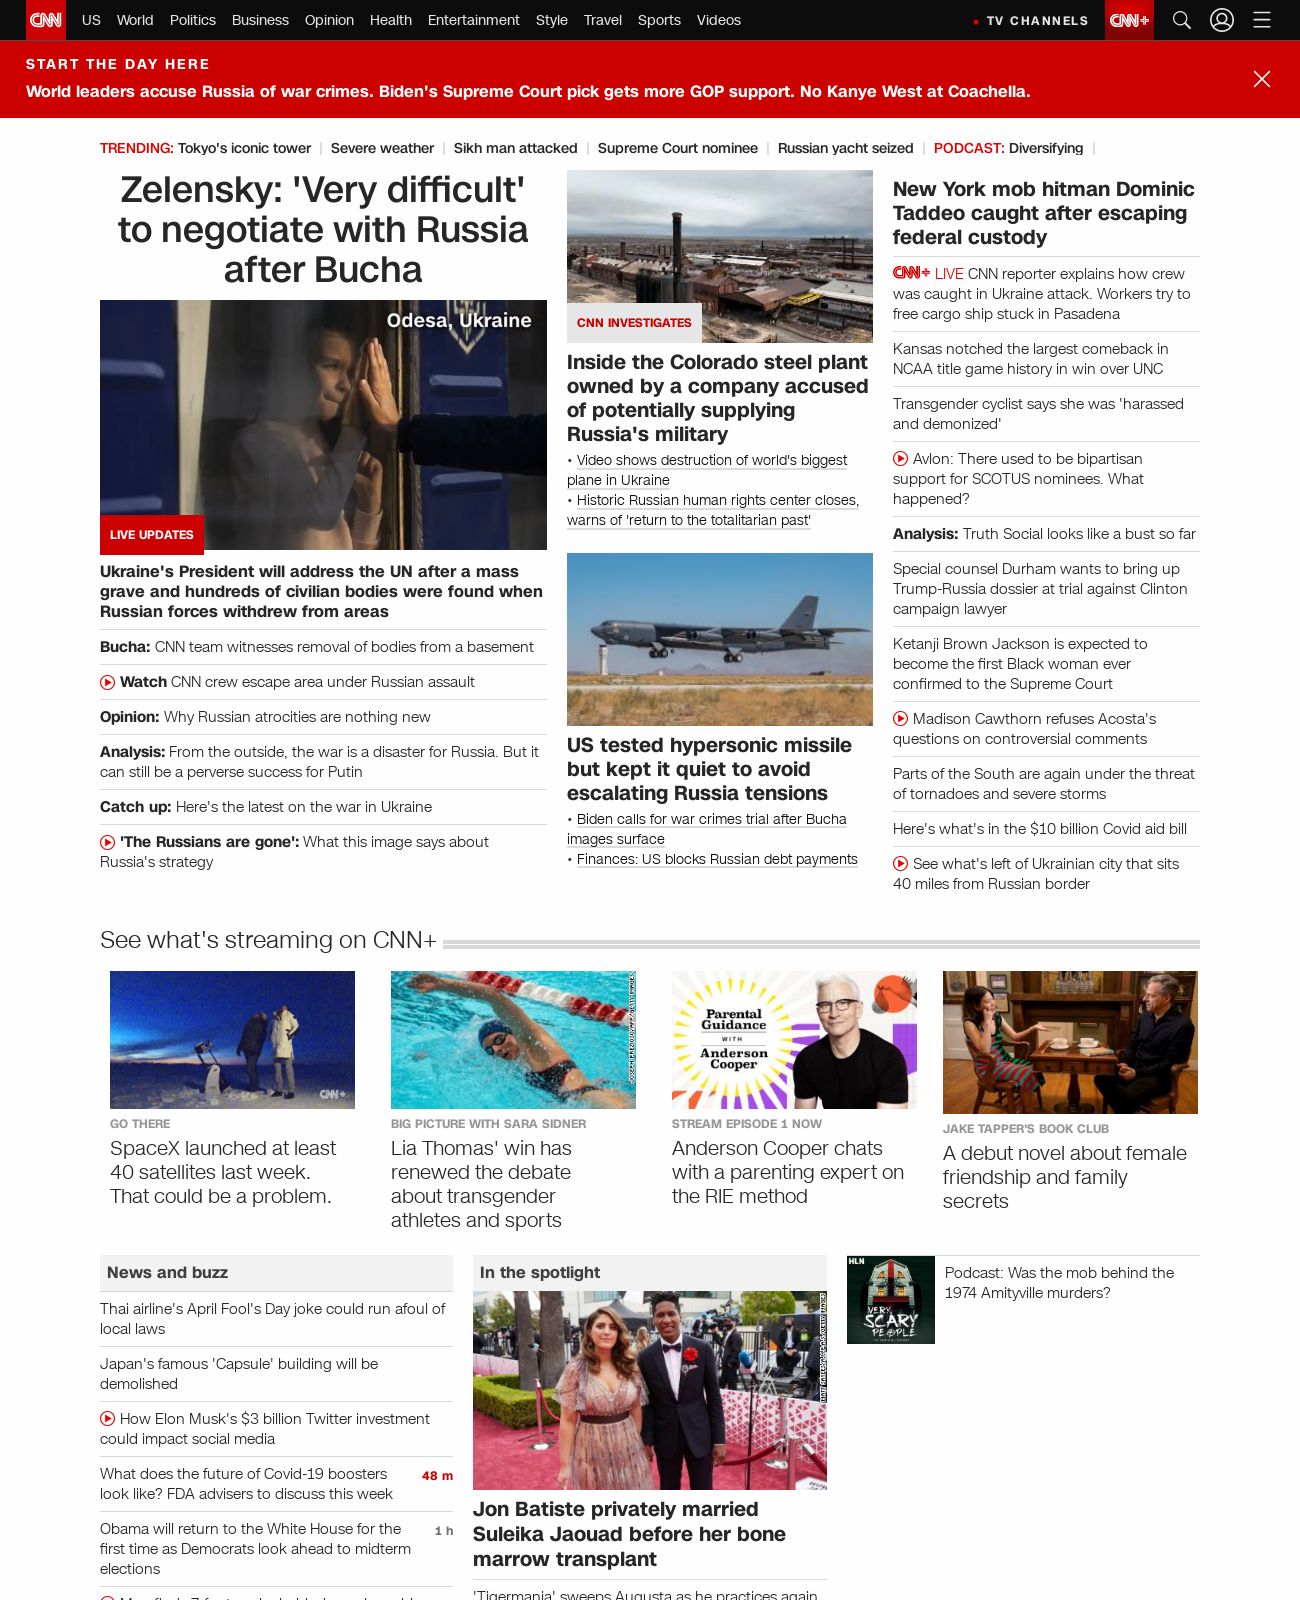 CNN US World Politics Business Opinion Health Entertainment Style Travel Sports Videos
TV CHANNELS CNN+
START THE DAY HERE
World leaders accuse Russia of war crimes. Biden's Supreme Court pick gets more GOP support. No Kanye West at Coachella.
TRENDING: Tokyo's iconic tower | Severe weather | Sikh man attacked | Supreme Court nominee | Russian yacht seized | PODCAST: Diversifying |
Zelensky: 'Very difficult'
to negotiate with Russia
after Bucha
Odesa, Ukraine
LIVE UPDATES
Ukraine's President will address the UN after a mass
grave and hundreds of civilian bodies were found when
Russian forces withdrew from areas
Bucha: CNN team witnesses removal of bodies from a basement
Watch CNN crew escape area under Russian assault
Opinion: Why Russian atrocities are nothing new
Analysis: From the outside, the war is a disaster for Russia. But it
can still be a perverse success for Putin
Catch up: Here's the latest on the war in Ukraine
'The Russians are gone': What this image says about
Russia's strategy
CNN INVESTIGATES
Inside the Colorado steel plant
owned by a company accused
of potentially supplying
Russia's military
• Video shows destruction of world's biggest
plane in Ukraine
• Historic Russian human rights center closes,
warns of 'return to the totalitarian past'
US tested hypersonic missile
but kept it quiet to avoid
escalating Russia tensions
• Biden calls for war crimes trial after Bucha
images surface
• Finances: US blocks Russian debt payments
New York mob hitman Dominic
Taddeo caught after escaping
federal custody
CNN+ LIVE CNN reporter explains how crew
was caught in Ukraine attack. Workers try to
free cargo ship stuck in Pasadena
Kansas notched the largest comeback in
NCAA title game history in win over UNC
Transgender cyclist says she was 'harassed
and demonized'
Avlon: There used to be bipartisan
support for SCOTUS nominees. What
happened?
Analysis: Truth Social looks like a bust so far
Special counsel Durham wants to bring up
Trump-Russia dossier at trial against Clinton
campaign lawyer
Ketanji Brown Jackson is expected to
become the first Black woman ever
confirmed to the Supreme Court
Madison Cawthorn refuses Acosta's
questions on controversial comments
Parts of the South are again under the threat
of tornadoes and severe storms
Here's what's in the $10 billion Covid aid bill
See what's left of Ukrainian city that sits
40 miles from Russian border
See what's streaming on CNN+
CNN+
GO THERE
SpaceX launched at least
40 satellites last week.
That could be a problem.
BIG PICTURE WITH SARA SIDNER
Lia Thomas' win has
renewed the debate
about transgender
athletes and sports
Parental
Guidance
WITH
Anderson
Cooper
STREAM EPISODE 1 NOW
Anderson Cooper chats
with a parenting expert on
the RIE method
JAKE TAPPER'S BOOK CLUB
A debut novel about female
friendship and family
secrets
News and buzz
Thai airline's April Fool's Day joke could run afoul of
local laws
Japan's famous 'Capsule' building will be
demolished
How Elon Musk's $3 billion Twitter investment
could impact social media
What does the future of Covid-19 boosters 48 m
look like? FDA advisers to discuss this week
Obama will return to the White House for the 1 h
first time as Democrats look ahead to midterm
elections
In the spotlight
Jon Batiste privately married
Suleika Jaouad before her bone
marrow transplant
'Tigermania' sweeps Augusta as he practices again
HLN
VERY
SCARY
PEOPLE
Podcast: Was the mob behind the
1974 Amityville murders?